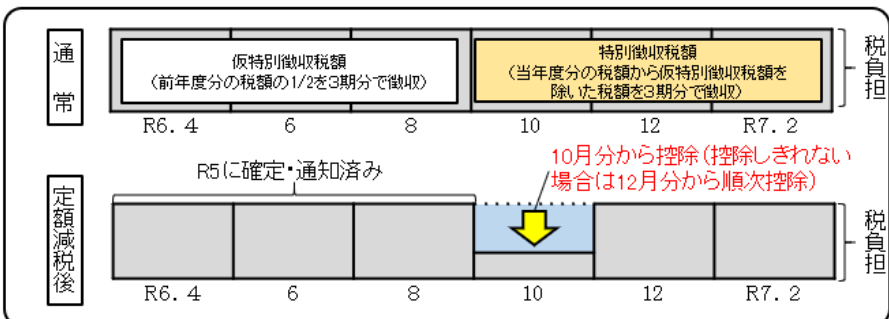 通常
仮特別徴収税額
(前年度分の税額の1/2を3期分で徴収)
特別徴収税額
(当年度分の税額から仮特別徴収税額を
除いた税額を3期分で徴収)
税負担
R6.4 6 8 10 12 R7.2
R5に確定・通知済み
10月分から控除(控除しきれない
場合は12月分から順次控除)
定額減税後
税負担
R6.4 6 8 10 12 R7.2